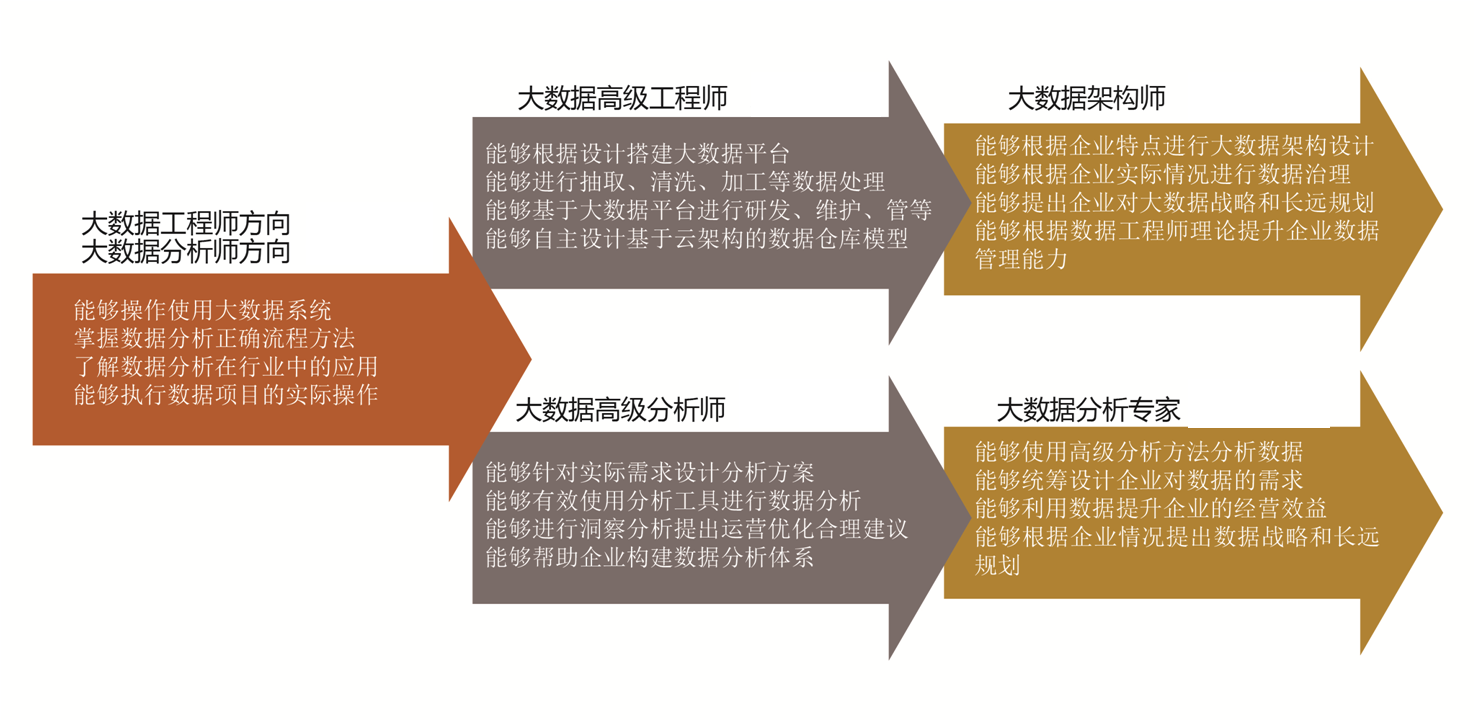 大数据工程师方向
大数据分析师方向
能够操作使用大数据系统
掌握数据分析正确流程方法
了解数据分析在行业中的应用
能够执行数据项目的实际操作
大数据高级工程师
能够根据设计搭建大数据平台
能够进行抽取、清洗、加工等数据处理
能够基于大数据平台进行研发、维护、管等
能够自主设计基于云架构的数据仓库模型
大数据架构师
能够根据企业特点进行大数据架构设计
能够根据企业实际情况进行数据治理
能够提出企业对大数据战略和长远规划
能够根据数据工程师理论提升企业数据
管理能力
大数据高级分析师
能够针对实际需求设计分析方案
能够有效使用分析工具进行数据分析
能够进行洞察分析提出运营优化合理建议
能够帮助企业构建数据分析体系
大数据分析专家
能够使用高级分析方法分析数据
能够统筹设计企业对数据的需求
能够利用数据提升企业的经营效益
能够根据企业情况提出数据战略和长远
规划